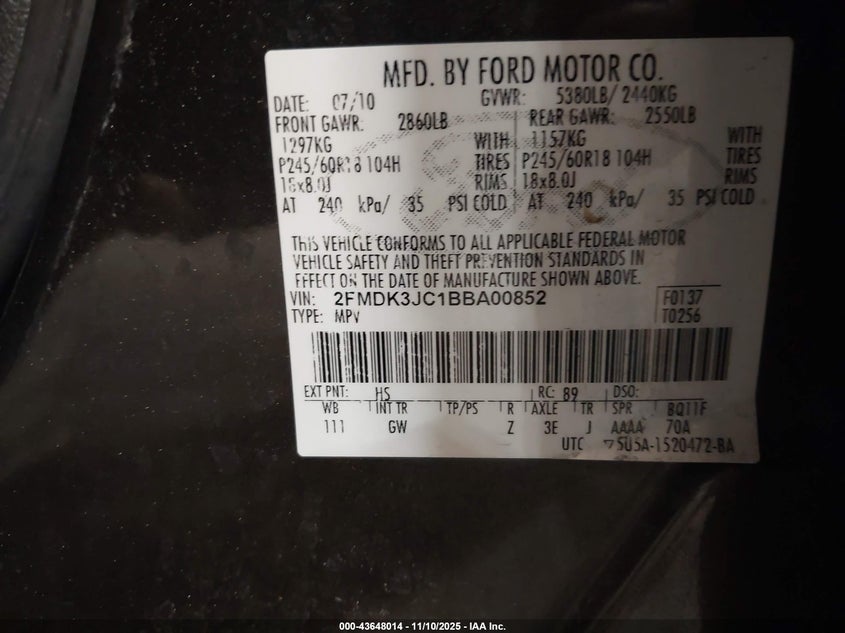 MFD. BY FORD MOTOR CO.
DATE: 07/10 GVWR: 5380LB/ 2440KG
FRONT GAWR: 2860LB REAR GAWR: 2550LB
1297KG WITH 1157KG WITH
P245/60R18 104H TIRES P245/60R18 104H TIRES
18x8.0J RIMS 18x8.0J RIMS
AT 240 kPa/ 35 PSI COLD AT 240 kPa/ 35 PSI COLD
THIS VEHICLE CONFORMS TO ALL APPLICABLE FEDERAL MOTOR
VEHICLE SAFETY AND THEFT PREVENTION STANDARDS IN
EFFECT ON THE DATE OF MANUFACTURE SHOWN ABOVE.
VIN: 2FMDK3JC1BBA00852 F0137
TYPE: MPV T0256
EXT PNT: HS RC: 89 DSO:
WB INT TR TP/PS R AXLE TR SPR BQ11F
111 GW Z 3E J AAAA 70A
UTC 5U5A-1520472-BA
000-43648014 - 11/10/2025 - IAA Inc.